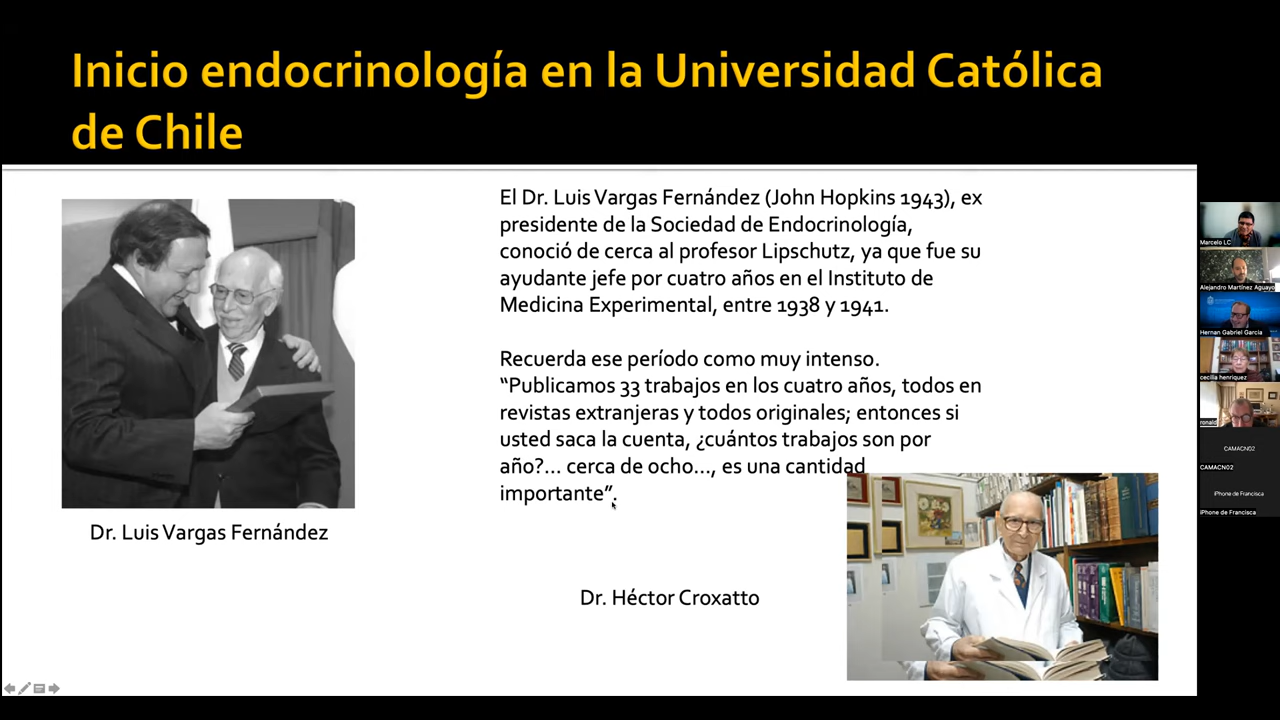 Inicio endocrinología en la Universidad Católica
de Chile
El Dr. Luis Vargas Fernández (John Hopkins 1943), ex
presidente de la Sociedad de Endocrinología,
conoció de cerca al profesor Lipschutz, ya que fue su
ayudante jefe por cuatro años en el Instituto de
Medicina Experimental, entre 1938 y 1941.
Recuerda ese período como muy intenso.
“Publicamos 33 trabajos en los cuatro años, todos en
revistas extranjeras y todos originales; entonces si
usted saca la cuenta, ¿cuántos trabajos son por
año?... cerca de ocho..., es una cantidad
importante”.
Dr. Luis Vargas Fernández
Dr. Héctor Croxatto
Marcelo LC
Alejandro Martínez Aguayo
Hernan Gabriel Garcia
cecilia henriquez
ronald
CAMACN02
CAMACN02
iPhone de Francisca
iPhone de Francisca